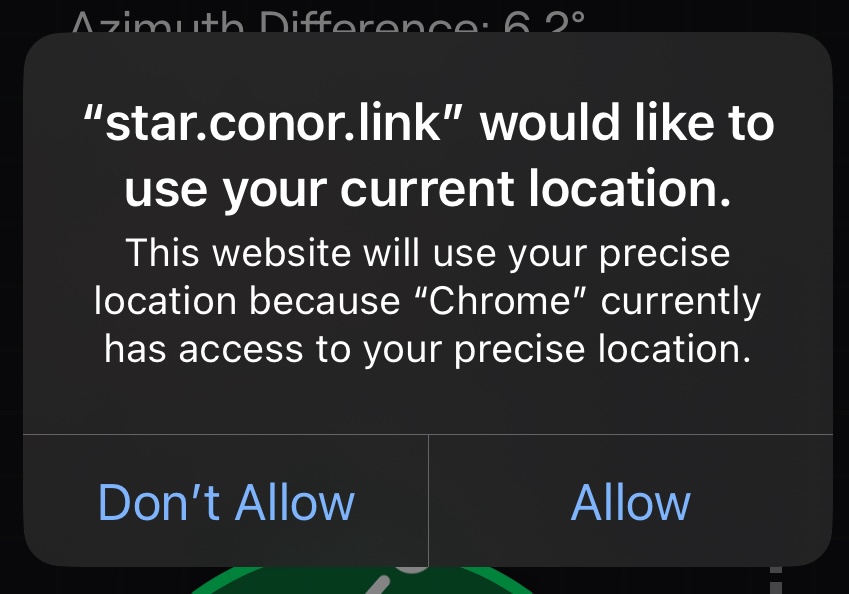 Azimuth Difference: 6.2°
“star.conor.link” would like to
use your current location.
This website will use your precise
location because “Chrome” currently
has access to your precise location.
Don’t Allow
Allow